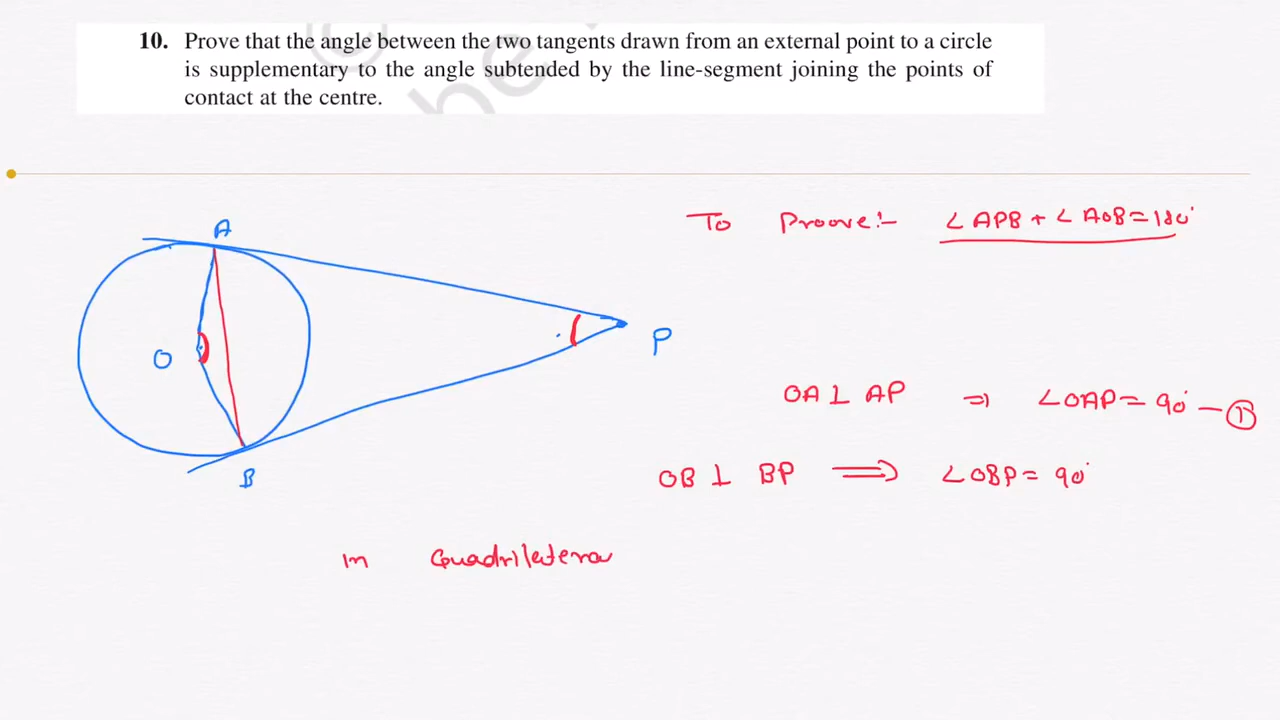 10. Prove that the angle between the two tangents drawn from an external point to a circle
is supplementary to the angle subtended by the line-segment joining the points of
contact at the centre.
he
To Proove:- ∠APB + ∠AOB = 180°
A
O
P
B
OA ⊥ AP ⇒ ∠OAP = 90° — ①
OB ⊥ BP ⟹ ∠OBP = 90°
In Quadrilatera